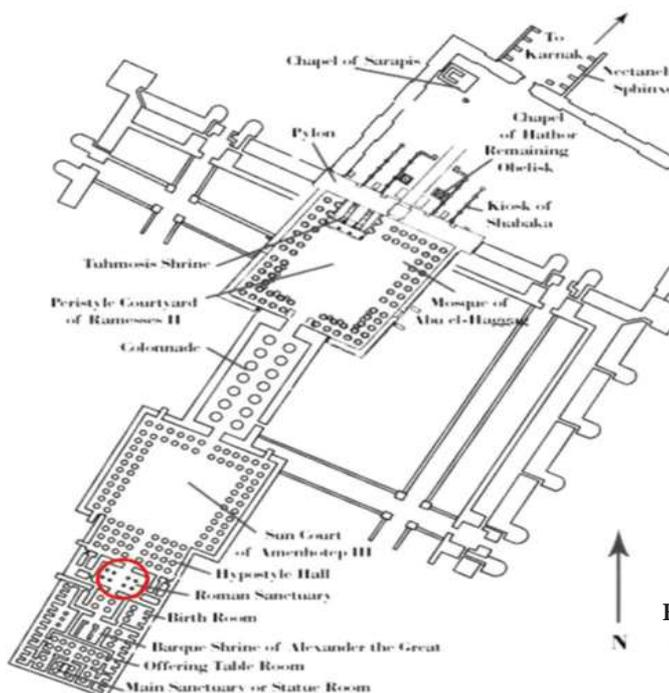 To
Karnak
Chapel of Sarapis
Nectaneb
Sphinxe
Chapel
of Hathor
Remaining
Obelisk
Pylon
Kiosk of
Shabaka
Tuhmosis Shrine
Peristyle Courtyard
of Ramesses II
Mosque of
Abu el-Haggag
Colonnade
Sun Court
of Amenhotep III
Hypostyle Hall
Roman Sanctuary
Birth Room
Barque Shrine of Alexander the Great
Offering Table Room
Main Sanctuary or Statue Room
N